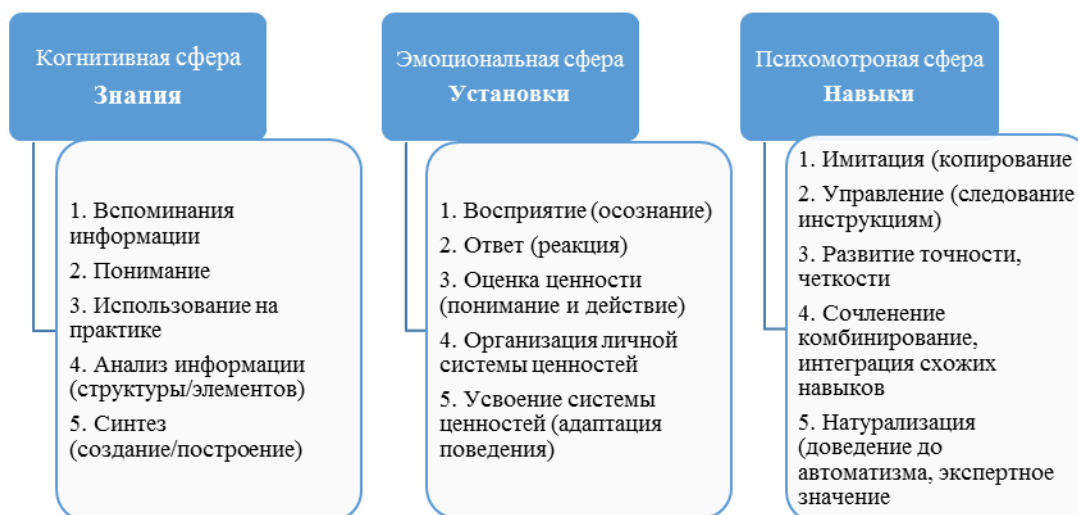 Когнитивная сфера
Знания
1. Вспоминания
информации
2. Понимание
3. Использование на
практике
4. Анализ информации
(структуры/элементов)
5. Синтез
(создание/построение)
Эмоциональная сфера
Установки
1. Восприятие (осознание)
2. Ответ (реакция)
3. Оценка ценности
(понимание и действие)
4. Организация личной
системы ценностей
5. Усвоение системы
ценностей (адаптация
поведения)
Психомотроная сфера
Навыки
1. Имитация (копирование
2. Управление (следование
инструкциям)
3. Развитие точности,
четкости
4. Сочленение
комбинирование,
интеграция схожих
навыков
5. Натурализация
(доведение до
автоматизма, экспертное
значение